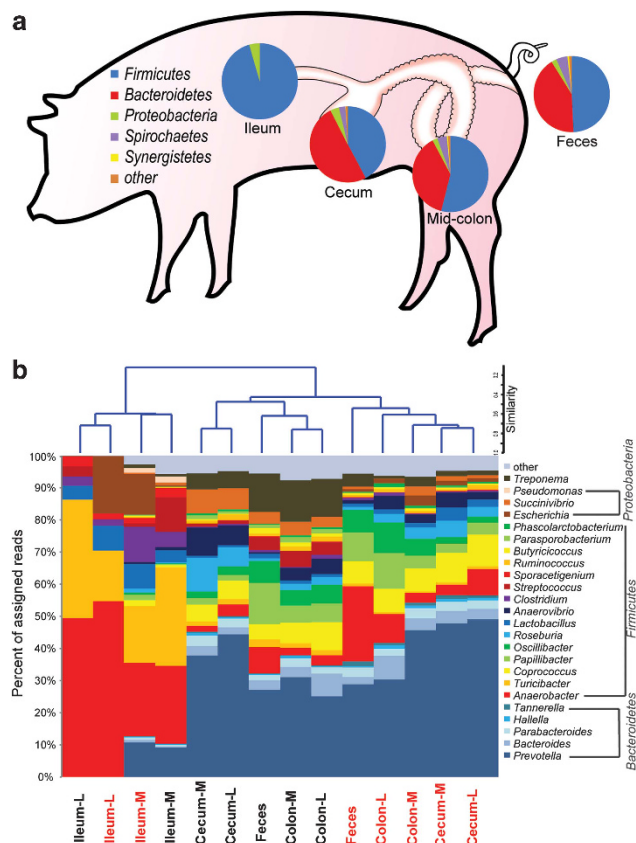 a
Firmicutes
Bacteroidetes
Proteobacteria
Spirochaetes
Synergistetes
other
Ileum
Cecum
Mid-colon
Feces
b
Similarity
Percent of assigned reads
100%
90%
80%
70%
60%
50%
40%
30%
20%
10%
0%
Ileum-L
Ileum-L
Ileum-M
Ileum-M
Cecum-M
Cecum-L
Feces
Colon-M
Colon-L
Feces
Colon-L
Colon-M
Cecum-M
Cecum-L
other
Treponema
Pseudomonas
Succinivibrio
Escherichia
Phascolarctobacterium
Parasporobacterium
Butyricicoccus
Ruminococcus
Sporacetigenium
Streptococcus
Clostridium
Anaerovibrio
Lactobacillus
Roseburia
Oscillibacter
Papillibacter
Coprococcus
Turicibacter
Anaerobacter
Tannerella
Hallella
Parabacteroides
Bacteroides
Prevotella
Proteobacteria
Firmicutes
Bacteroidetes